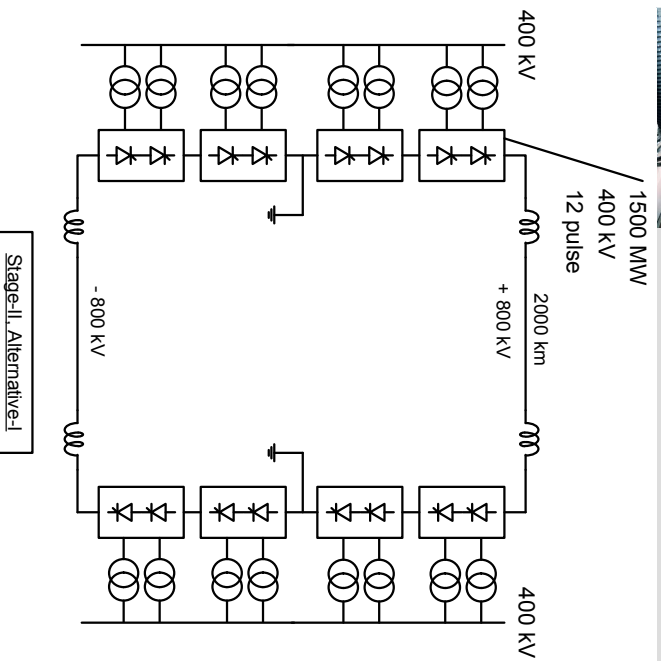 400 kV
1500 MW
400 kV
12 pulse
2000 km
+ 800 kV
- 800 kV
400 kV
Stage-II, Alternative-I